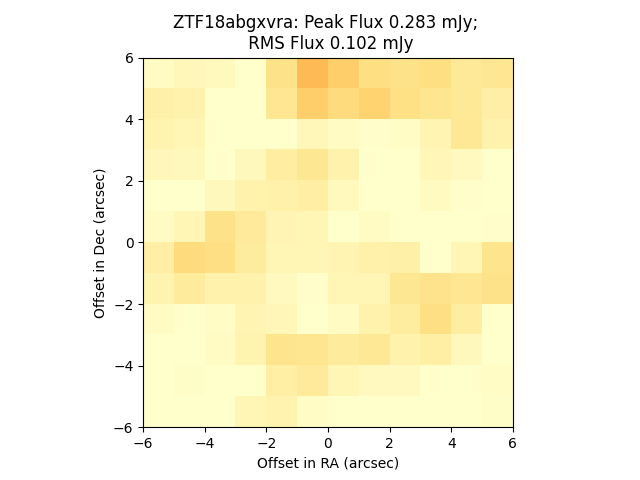 ZTF18abgxvra: Peak Flux 0.283 mJy;
RMS Flux 0.102 mJy
6
4
2
0
−2
−4
−6
Offset in Dec (arcsec)
−6 −4 −2 0 2 4 6
Offset in RA (arcsec)